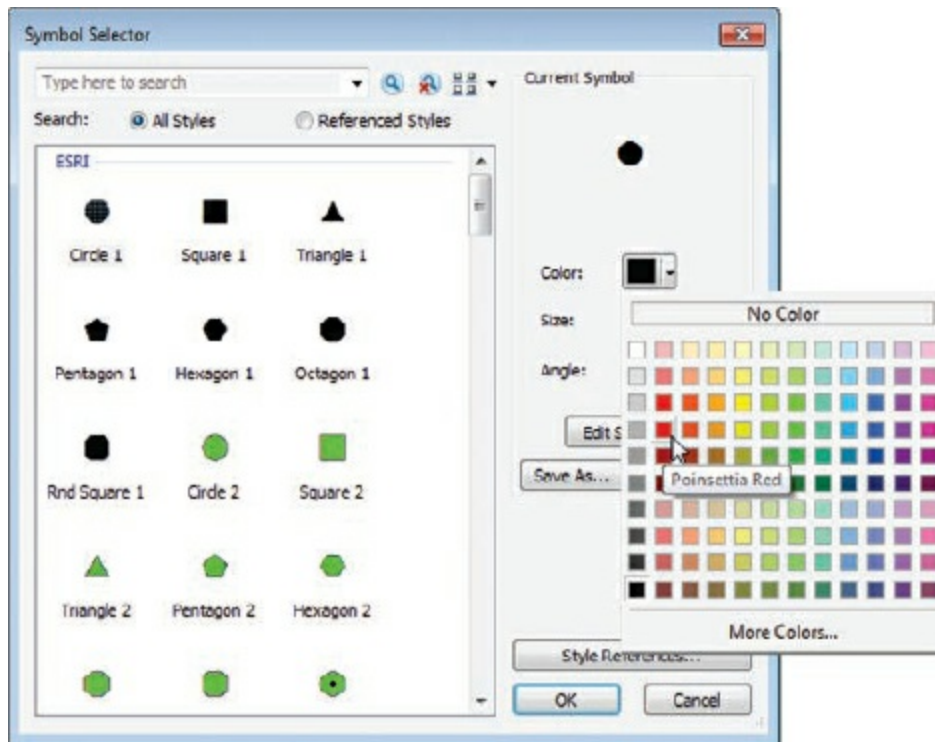 Symbol Selector
Type here to search
Search: All Styles Referenced Styles
ESRI
Circle 1 Square 1 Triangle 1
Pentagon 1 Hexagon 1 Octagon 1
Rnd Square 1 Circle 2 Square 2
Triangle 2 Pentagon 2 Hexagon 2
Current Symbol
Color:
Size:
Angle:
No Color
Edit S
Save As...
Poinsettia Red
More Colors...
Style References...
OK Cancel